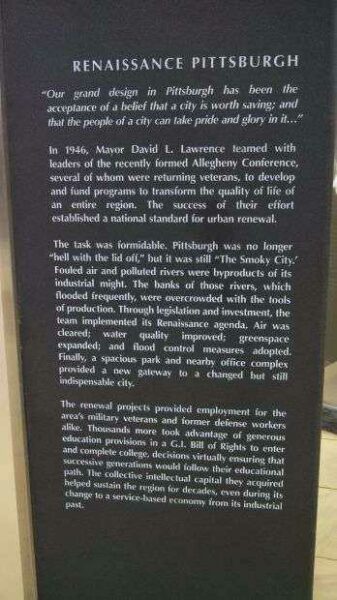 RENAISSANCE PITTSBURGH
“Our grand design in Pittsburgh has been the
acceptance of a belief that a city is worth saving; and
that the people of a city can take pride and glory in it…”
In 1946, Mayor David L. Lawrence teamed with
leaders of the recently formed Allegheny Conference,
several of whom were returning veterans, to develop
and fund programs to transform the quality of life of
an entire region. The success of their effort
established a national standard for urban renewal.
The task was formidable. Pittsburgh was no longer
“hell with the lid off,” but it was still “The Smoky City.’
Fouled air and polluted rivers were byproducts of its
industrial might. The banks of those rivers, which
flooded frequently, were overcrowded with the tools
of production. Through legislation and investment, the
team implemented its Renaissance agenda. Air was
cleared; water quality improved; greenspace
expanded; and flood control measures adopted.
Finally, a spacious park and nearby office complex
provided a new gateway to a changed but still
indispensable city.
The renewal projects provided employment for the
area's military veterans and former defense workers
alike. Thousands more took advantage of generous
education provisions in a G.I. Bill of Rights to enter
and complete college, decisions virtually ensuring that
successive generations would follow their educational
path. The collective intellectual capital they acquired
helped sustain the region for decades, even during its
change to a service-based economy from its industrial
past.